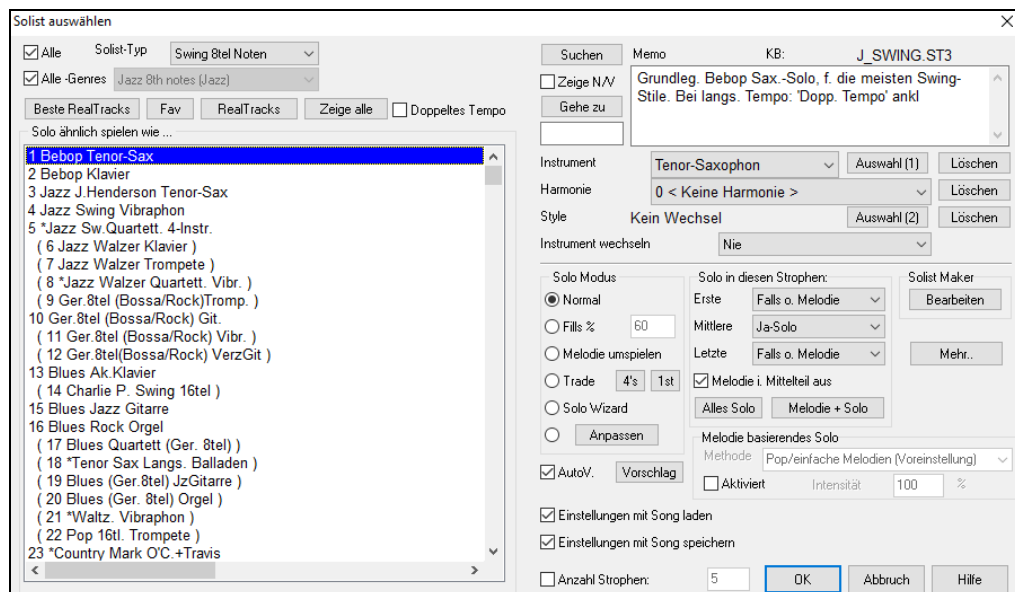 Solist auswählen
Alle Solist-Typ Swing 8tel Noten
Alle -Genres Jazz 8th notes (Jazz)
Beste RealTracks Fav RealTracks Zeige alle Doppeltes Tempo
Solo ähnlich spielen wie ...
1 Bebop Tenor-Sax
2 Bebop Klavier
3 Jazz J.Henderson Tenor-Sax
4 Jazz Swing Vibraphon
5 *Jazz Sw.Quartett. 4-Instr.
( 6 Jazz Walzer Klavier )
( 7 Jazz Walzer Trompete )
( 8 *Jazz Walzer Quartett. Vibr. )
( 9 Ger.8tel (Bossa/Rock)Tromp. )
10 Ger.8tel (Bossa/Rock) Git.
( 11 Ger.8tel (Bossa/Rock) Vibr. )
( 12 Ger.8tel(Bossa/Rock) VerzGit )
13 Blues Ak.Klavier
( 14 Charlie P. Swing 16tel )
15 Blues Jazz Gitarre
16 Blues Rock Orgel
( 17 Blues Quartett (Ger. 8tel) )
( 18 *Tenor Sax Langs. Balladen )
( 19 Blues (Ger.8tel) JzGitarre )
( 20 Blues (Ger. 8tel) Orgel )
( 21 *Waltz. Vibraphon )
( 22 Pop 16tl. Trompete )
23 *Country Mark O'C.+Travis
Suchen Memo KB: J_SWING.ST3
Zeige N/V
Gehe zu
Grundleg. Bebop Sax.-Solo, f. die meisten Swing-
Stile. Bei langs. Tempo: 'Dopp. Tempo' ankl
Instrument Tenor-Saxophon Auswahl (1) Löschen
Harmonie 0 < Keine Harmonie > Löschen
Style Kein Wechsel Auswahl (2) Löschen
Instrument wechseln Nie
Solo Modus
Normal
Fills % 60
Melodie umspielen
Trade 4's 1st
Solo Wizard
Anpassen
AutoV. Vorschlag
Solo in diesen Strophen:
Erste Falls o. Melodie
Mittlere Ja-Solo
Letzte Falls o. Melodie
Melodie i. Mittelteil aus
Alles Solo Melodie + Solo
Solist Maker
Bearbeiten
Mehr..
Melodie basierendes Solo
Methode Pop/einfache Melodien (Voreinstellung)
Aktiviert Intensität 100 %
Einstellungen mit Song laden
Einstellungen mit Song speichern
Anzahl Strophen: 5 OK Abbruch Hilfe